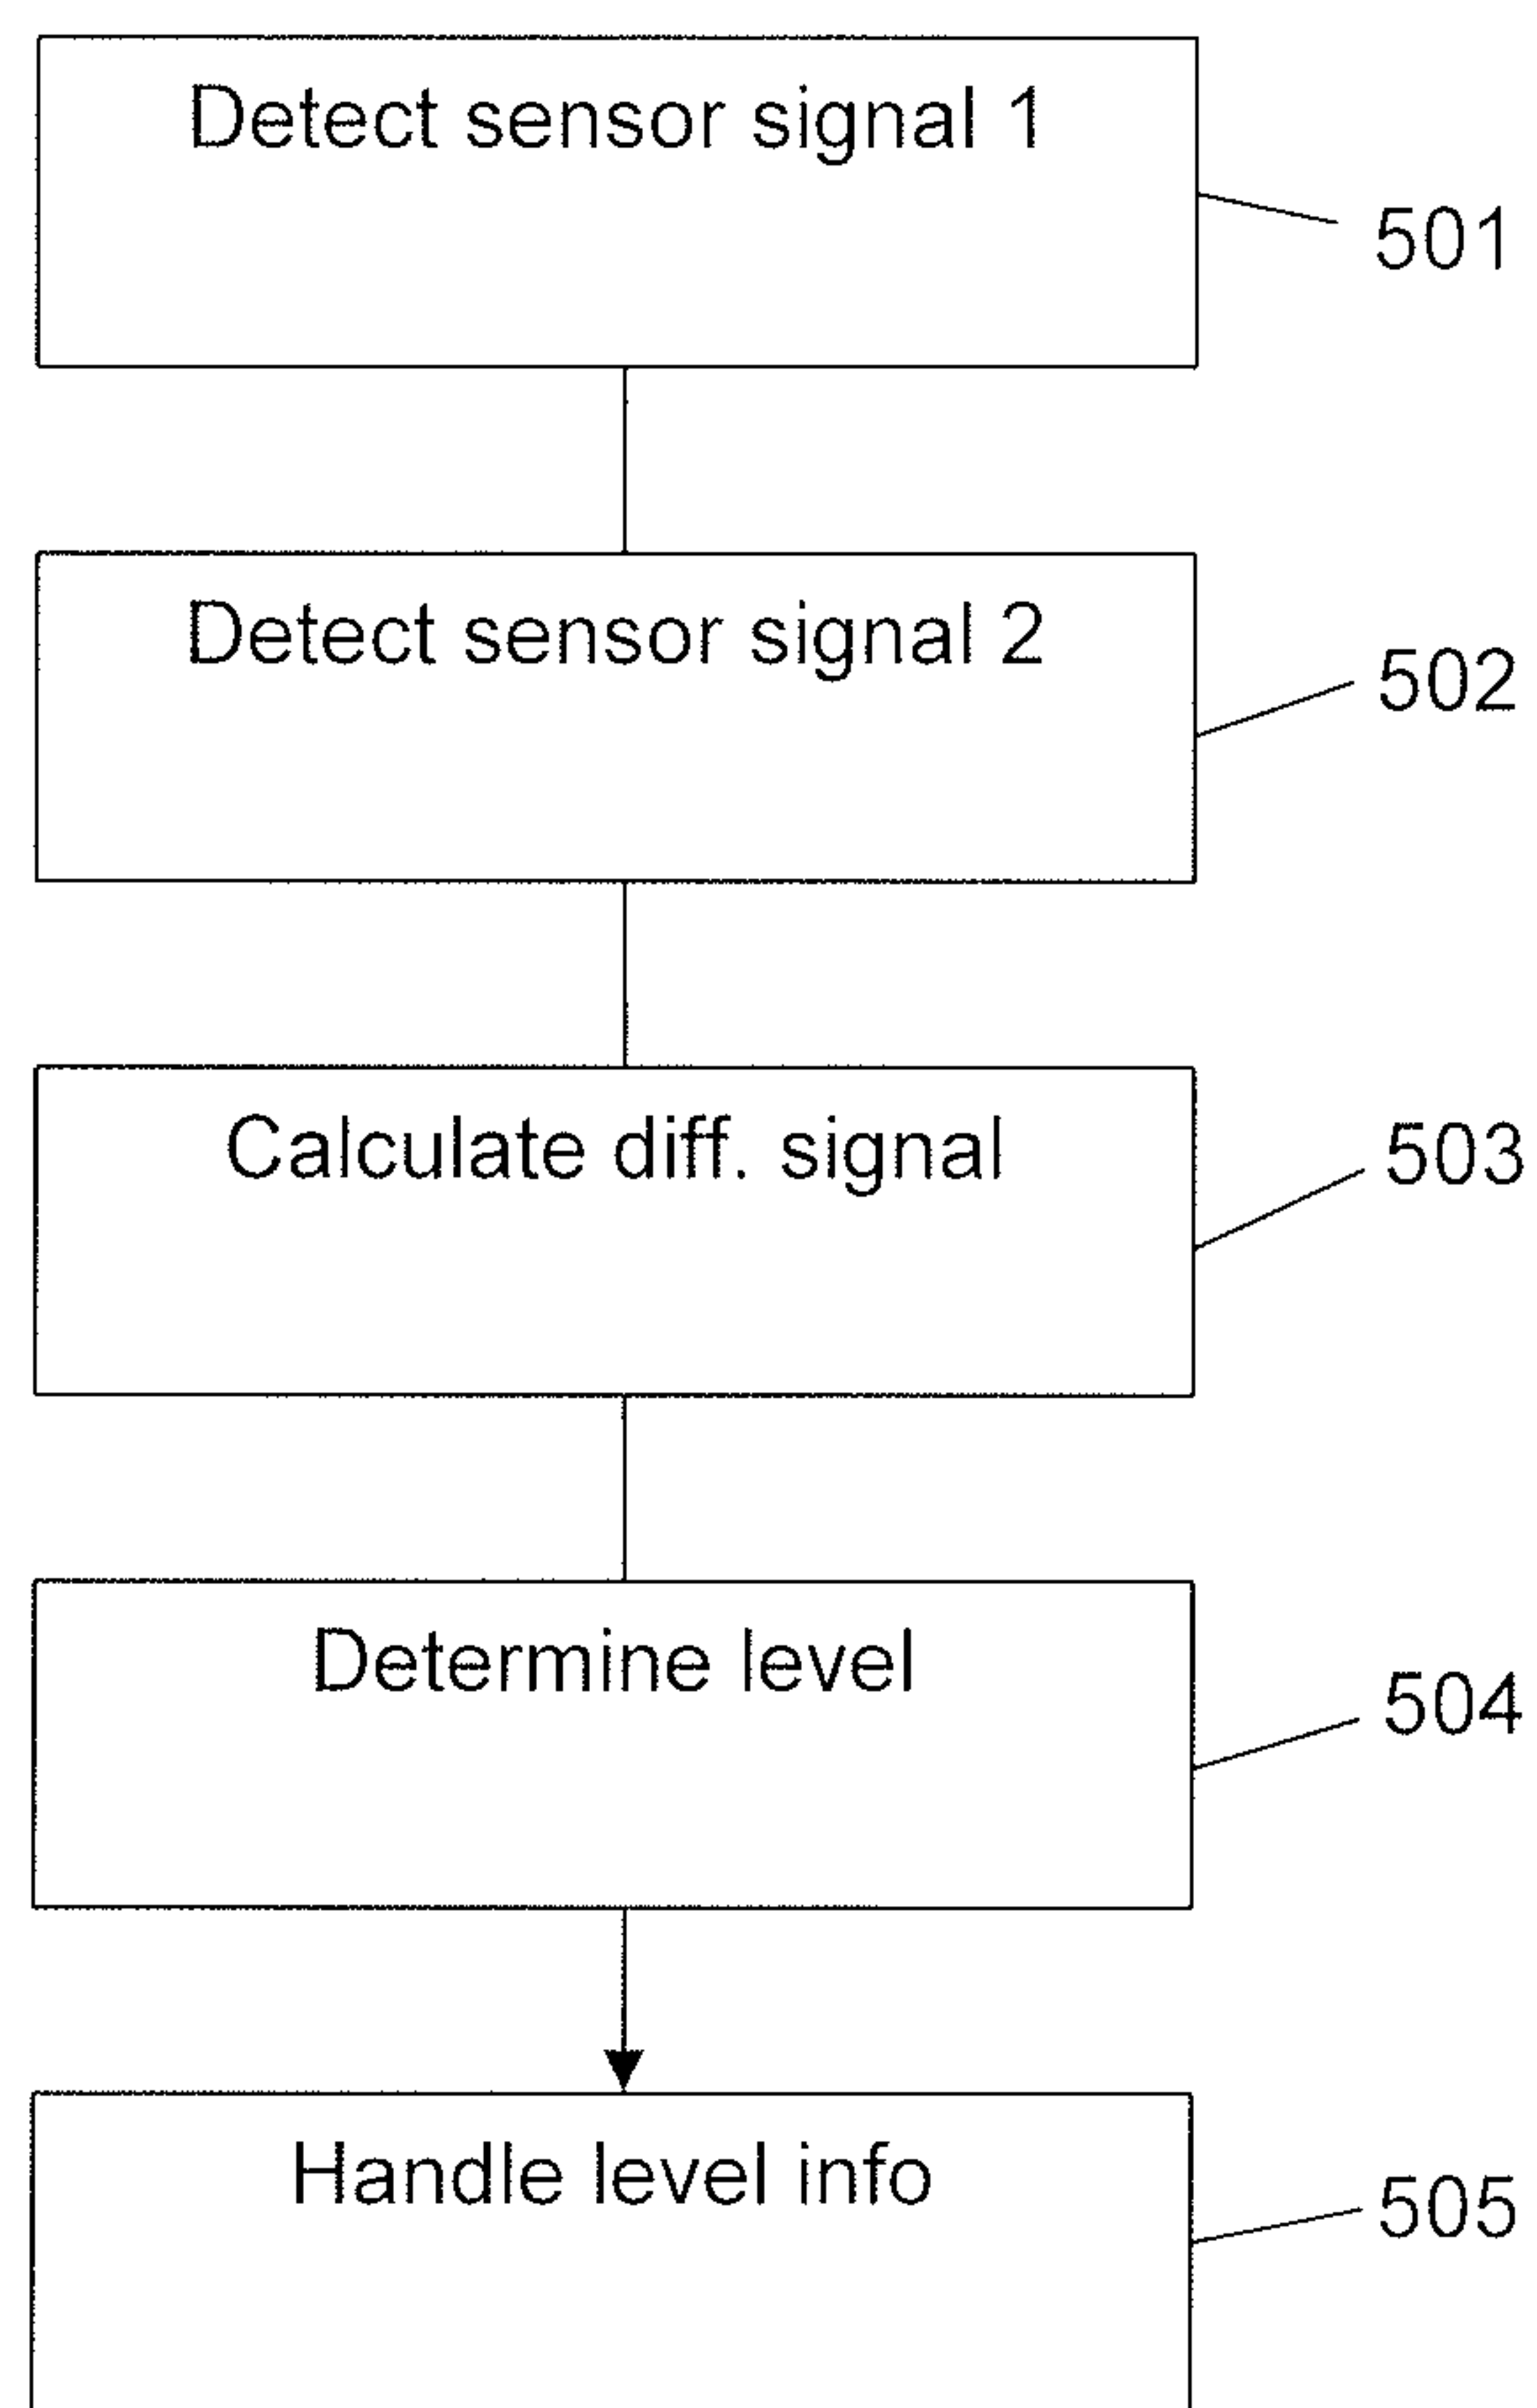 Detect sensor signal 1
501
Detect sensor signal 2
502
Calculate diff. signal
503
Determine level
504
Handle level info
505